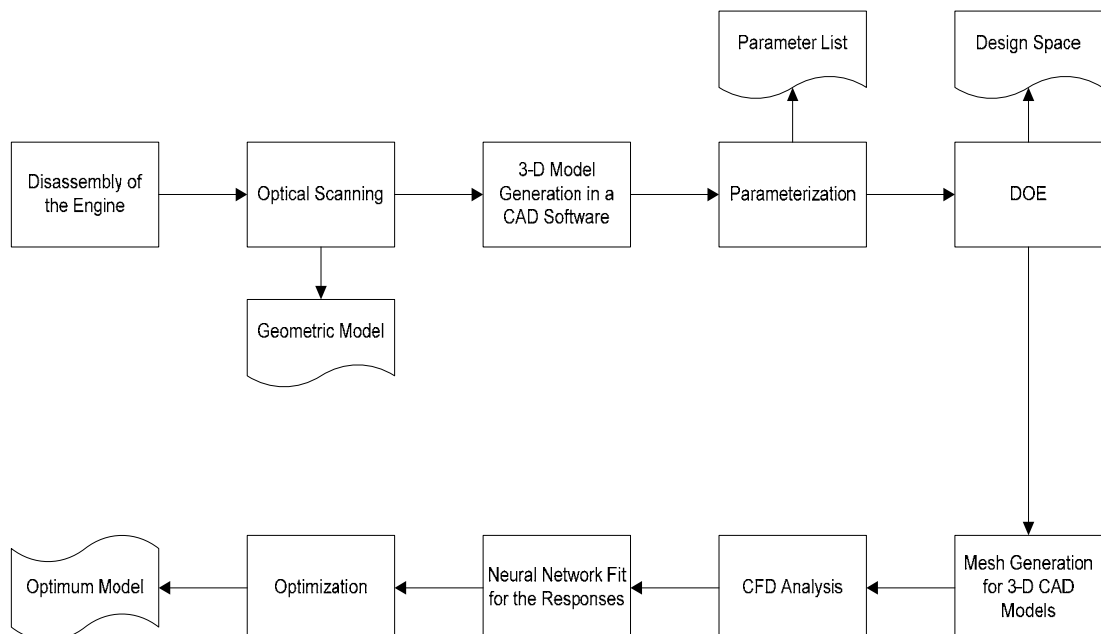 Parameter List
Design Space
Disassembly of
the Engine
Optical Scanning
3-D Model
Generation in a
CAD Software
Parameterization
DOE
Geometric Model
Optimum Model
Optimization
Neural Network Fit
for the Responses
CFD Analysis
Mesh Generation
for 3-D CAD
Models